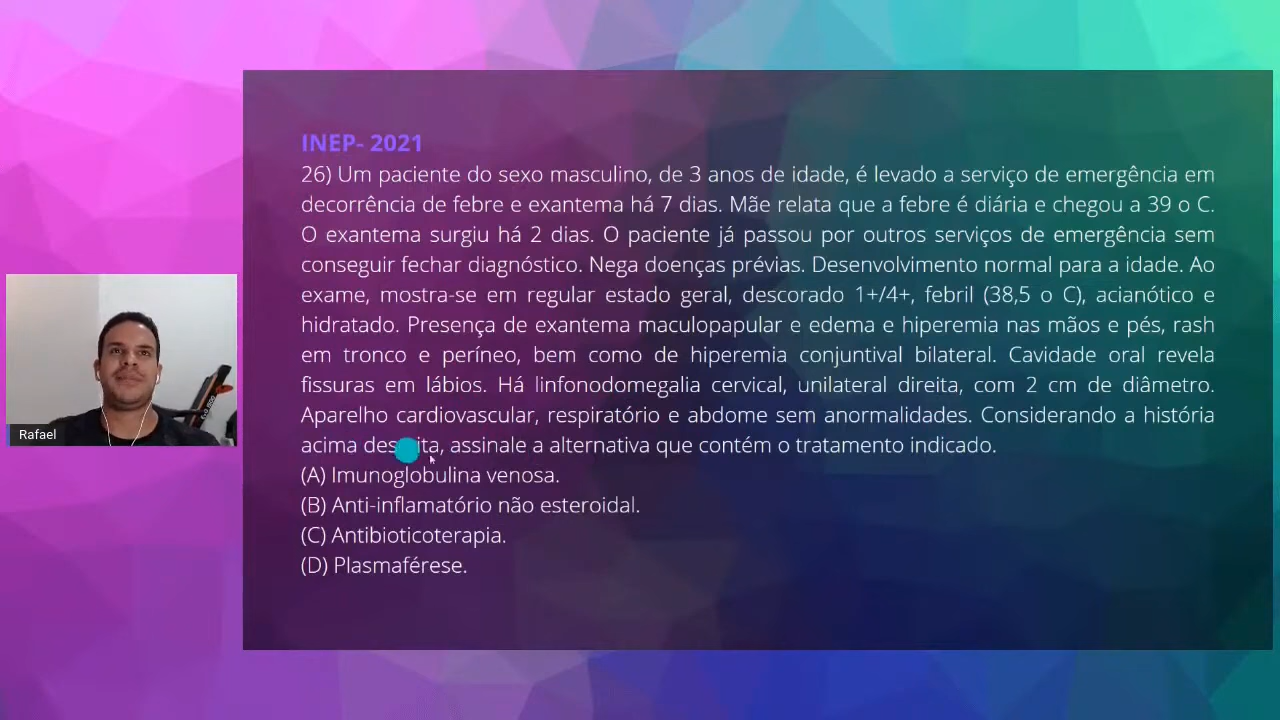 INEP- 2021
26) Um paciente do sexo masculino, de 3 anos de idade, é levado a serviço de emergência em
decorrência de febre e exantema há 7 dias. Mãe relata que a febre é diária e chegou a 39 o C.
O exantema surgiu há 2 dias. O paciente já passou por outros serviços de emergência sem
conseguir fechar diagnóstico. Nega doenças prévias. Desenvolvimento normal para a idade. Ao
exame, mostra-se em regular estado geral, descorado 1+/4+, febril (38,5 o C), acianótico e
hidratado. Presença de exantema maculopapular e edema e hiperemia nas mãos e pés, rash
em tronco e períneo, bem como de hiperemia conjuntival bilateral. Cavidade oral revela
fissuras em lábios. Há linfonodomegalia cervical, unilateral direita, com 2 cm de diâmetro.
Aparelho cardiovascular, respiratório e abdome sem anormalidades. Considerando a história
acima descrita, assinale a alternativa que contém o tratamento indicado.
(A) Imunoglobulina venosa.
(B) Anti-inflamatório não esteroidal.
(C) Antibioticoterapia.
(D) Plasmaférese.
Rafael